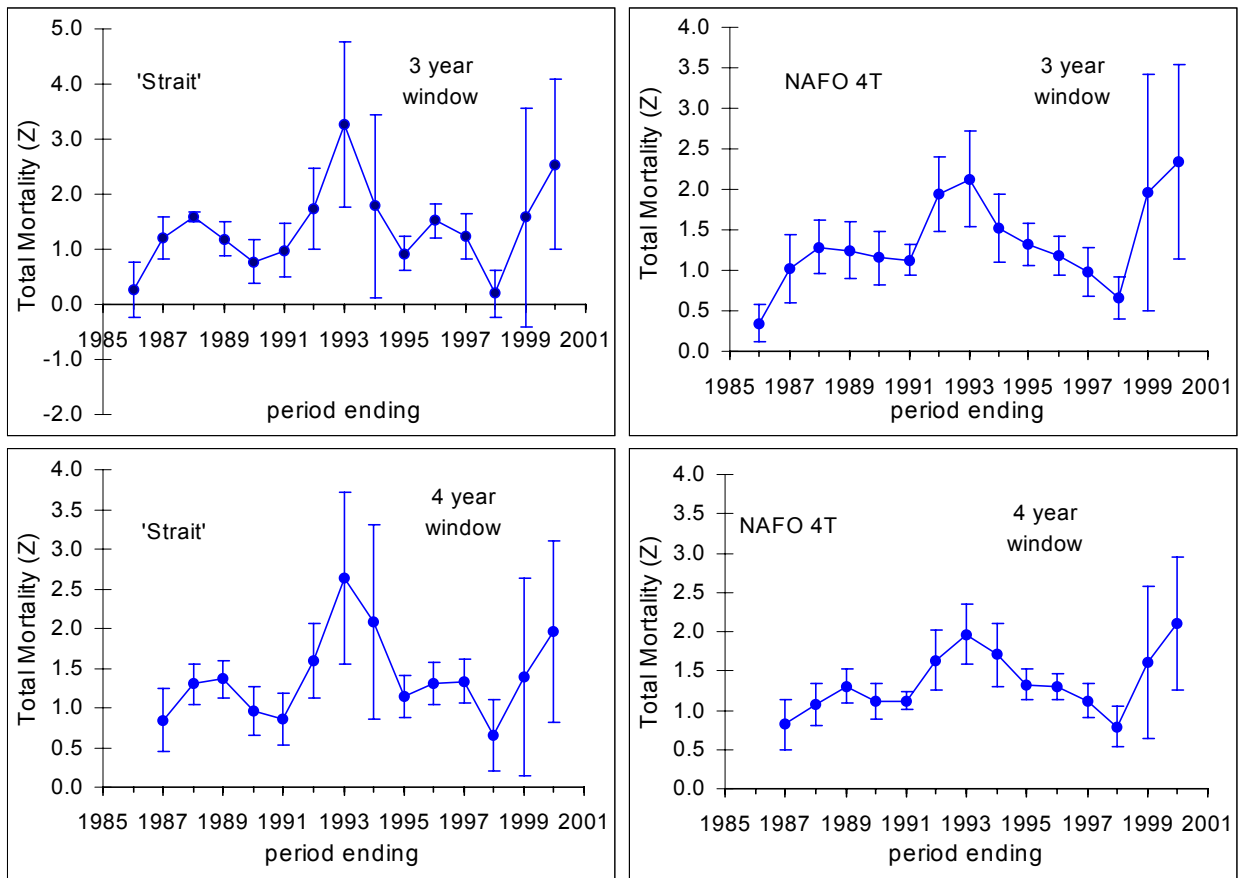 5.0
4.0
3.0
2.0
1.0
0.0
-1.0
-2.0
Total Mortality (Z)
'Strait'
3 year
window
1985 1987 1989 1991 1993 1995 1997 1999 2001
period ending
4.0
3.5
3.0
2.5
2.0
1.5
1.0
0.5
0.0
Total Mortality (Z)
NAFO 4T
3 year
window
1985 1987 1989 1991 1993 1995 1997 1999 2001
period ending
4.0
3.5
3.0
2.5
2.0
1.5
1.0
0.5
0.0
Total Mortality (Z)
'Strait'
4 year
window
1985 1987 1989 1991 1993 1995 1997 1999 2001
period ending
4.0
3.5
3.0
2.5
2.0
1.5
1.0
0.5
0.0
Total Mortality (Z)
NAFO 4T
4 year
window
1985 1987 1989 1991 1993 1995 1997 1999 2001
period ending